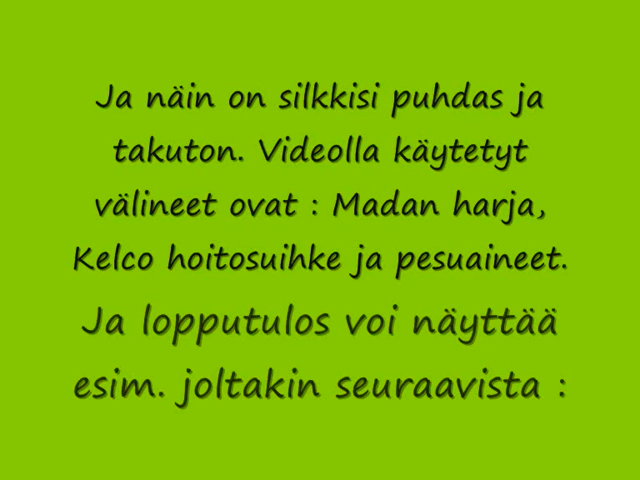 Ja näin on silkkisi puhdas ja
takuton. Videolla käytetyt
välineet ovat : Madan harja,
Kelco hoitosuihke ja pesuaineet.
Ja lopputulos voi näyttää
esim. joltakin seuraavista :